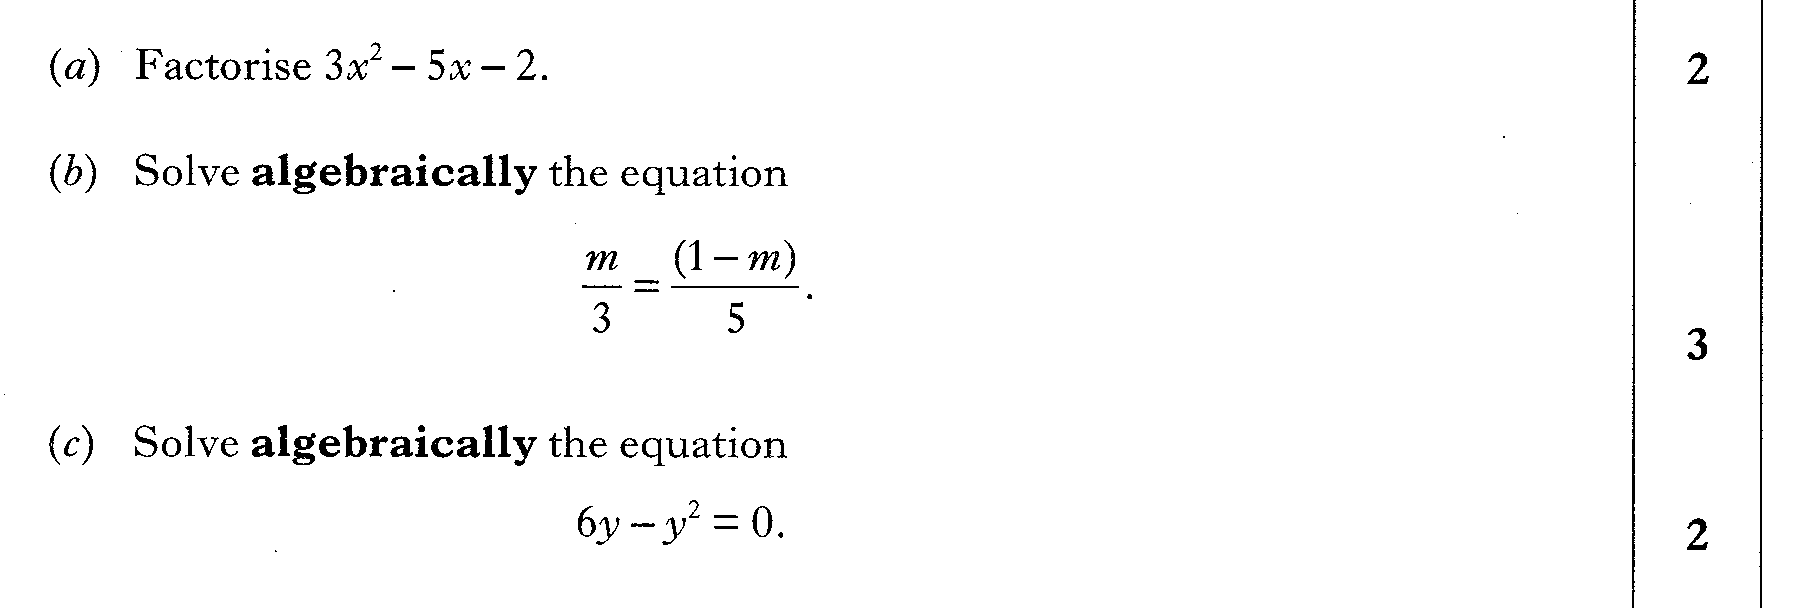 (a) Factorise 3x² – 5x – 2. 2
(b) Solve algebraically the equation
m/3 = (1 – m)/5.
3
(c) Solve algebraically the equation
6y – y² = 0.
2